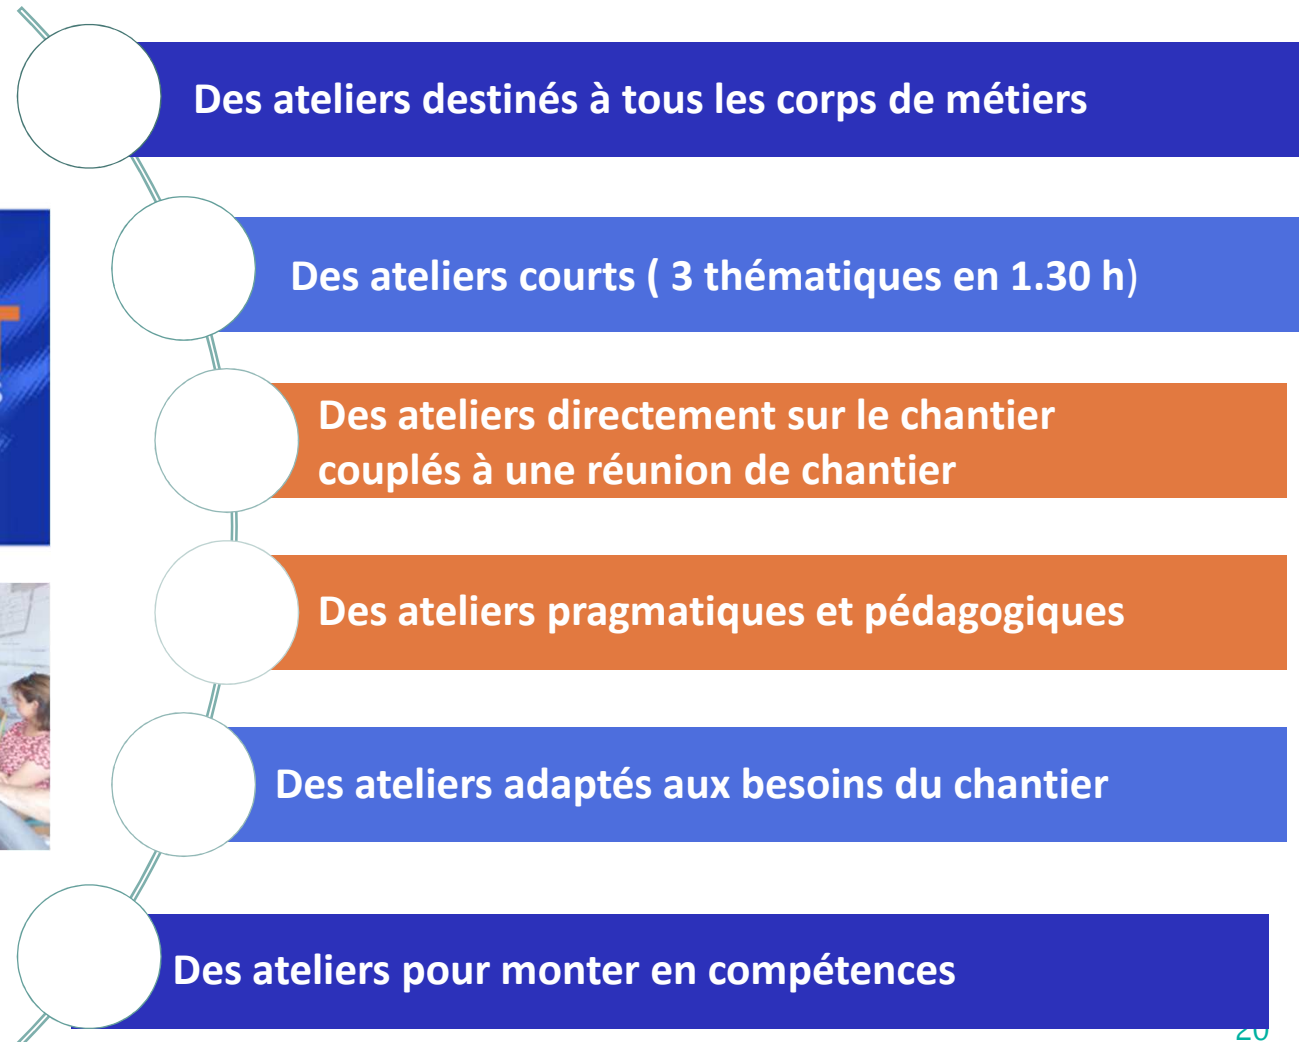 Des ateliers destinés à tous les corps de métiers
Des ateliers courts ( 3 thématiques en 1.30 h)
Des ateliers directement sur le chantier
couplés à une réunion de chantier
Des ateliers pragmatiques et pédagogiques
Des ateliers adaptés aux besoins du chantier
Des ateliers pour monter en compétences
20